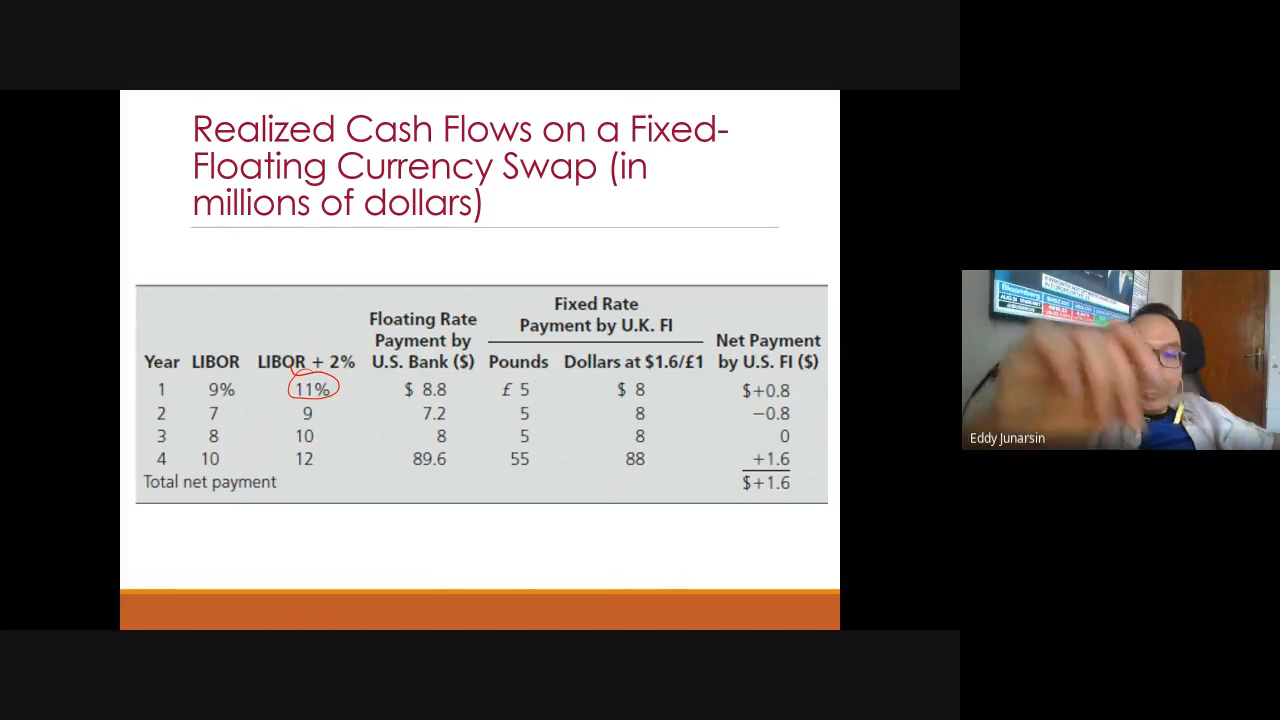 Realized Cash Flows on a Fixed-
Floating Currency Swap (in
millions of dollars)
Fixed Rate
Floating Rate Payment by U.K. FI
Payment by Net Payment
Year LIBOR LIBOR + 2% U.S. Bank ($) Pounds Dollars at $1.6/£1 by U.S. FI ($)
1 9% 11% $ 8.8 £ 5 $ 8 $+0.8
2 7 9 7.2 5 8 −0.8
3 8 10 8 5 8 0
4 10 12 89.6 55 88 +1.6
Total net payment $+1.6
Bloomberg
Eddy Junarsin